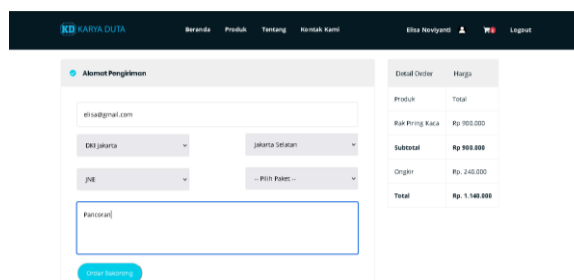 KD KARYA DUTA Beranda Produk Tentang Kontak Kami Elisa Noviyanti 0 Logout
Alamat Pengiriman
elisa@gmail.com
DKI Jakarta Jakarta Selatan
JNE -- Pilih Paket --
Pancoran
Order Sekarang
Detail Order Harga
Produk Total
Rak Piring Kaca Rp 900.000
Subtotal Rp 900.000
Ongkir Rp. 240.000
Total Rp. 1.140.000